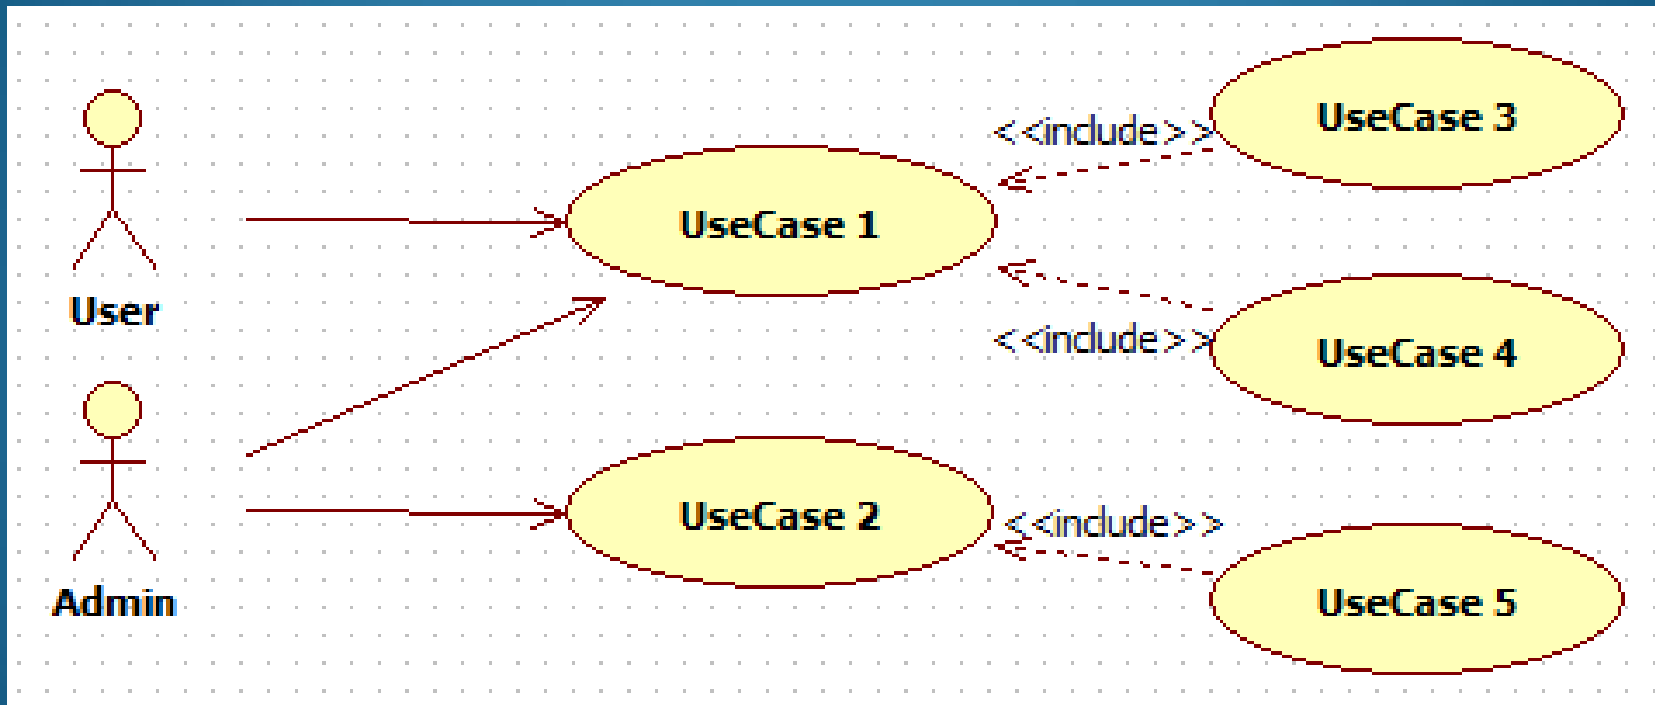 UseCase 3
<<include>>
UseCase 1
User
<<include>>
UseCase 4
UseCase 2
<<include>>
Admin
UseCase 5